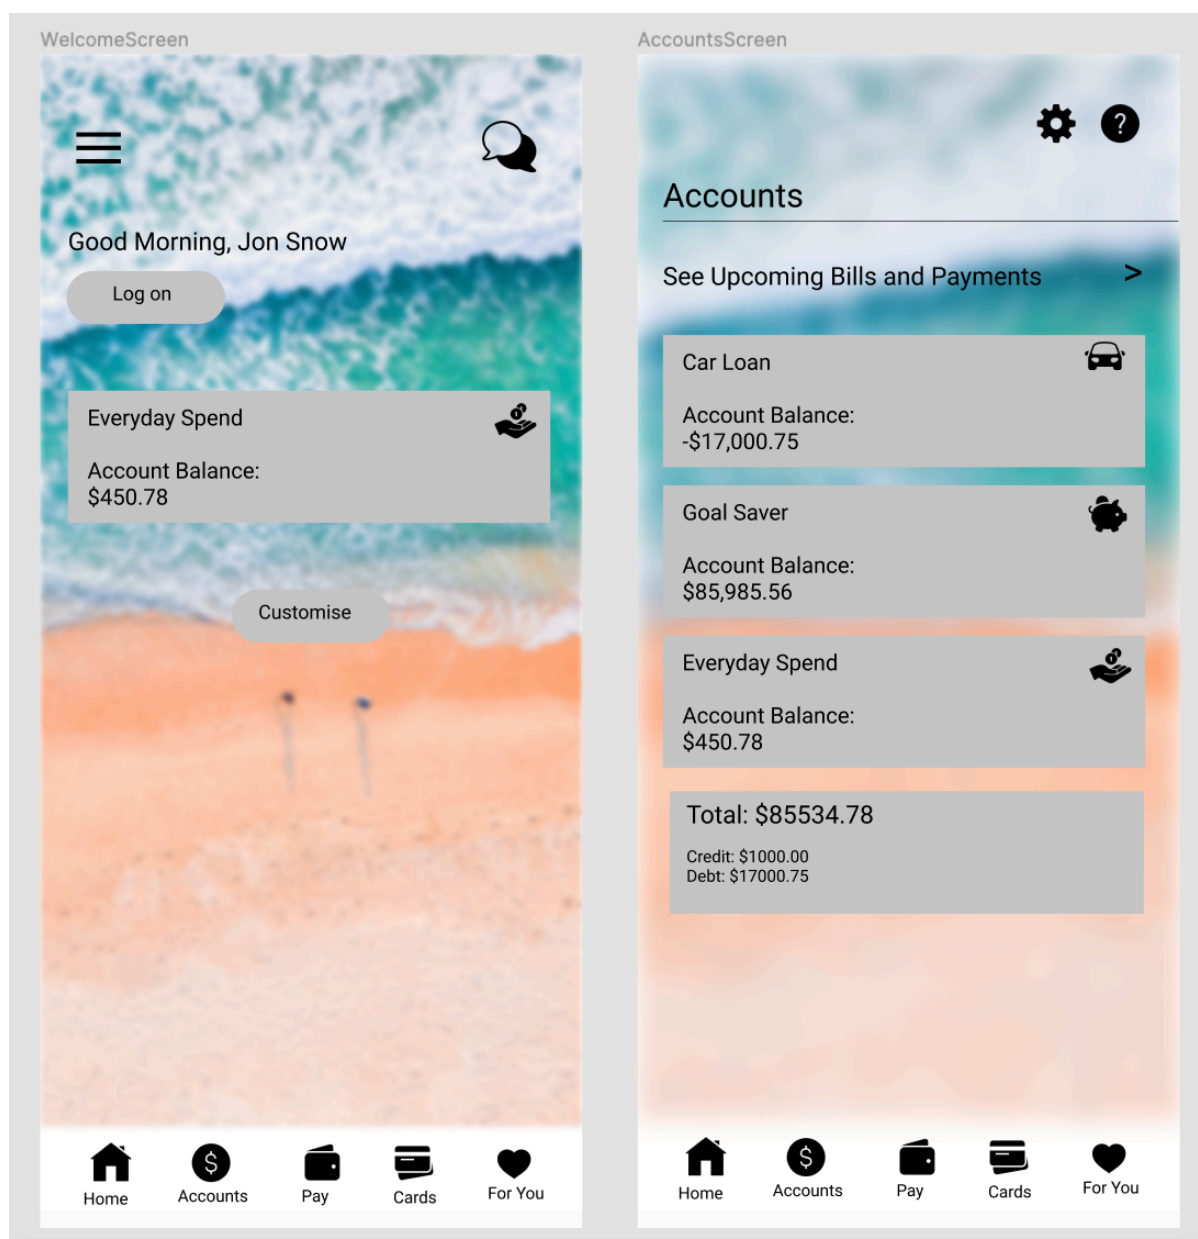 WelcomeScreen
Good Morning, Jon Snow
Log on
Everyday Spend
Account Balance:
$450.78
Customise
Home
Accounts
Pay
Cards
For You
AccountsScreen
?
Accounts
See Upcoming Bills and Payments >
Car Loan
Account Balance:
-$17,000.75
Goal Saver
Account Balance:
$85,985.56
Everyday Spend
Account Balance:
$450.78
Total: $85534.78
Credit: $1000.00
Debt: $17000.75
Home
Accounts
Pay
Cards
For You